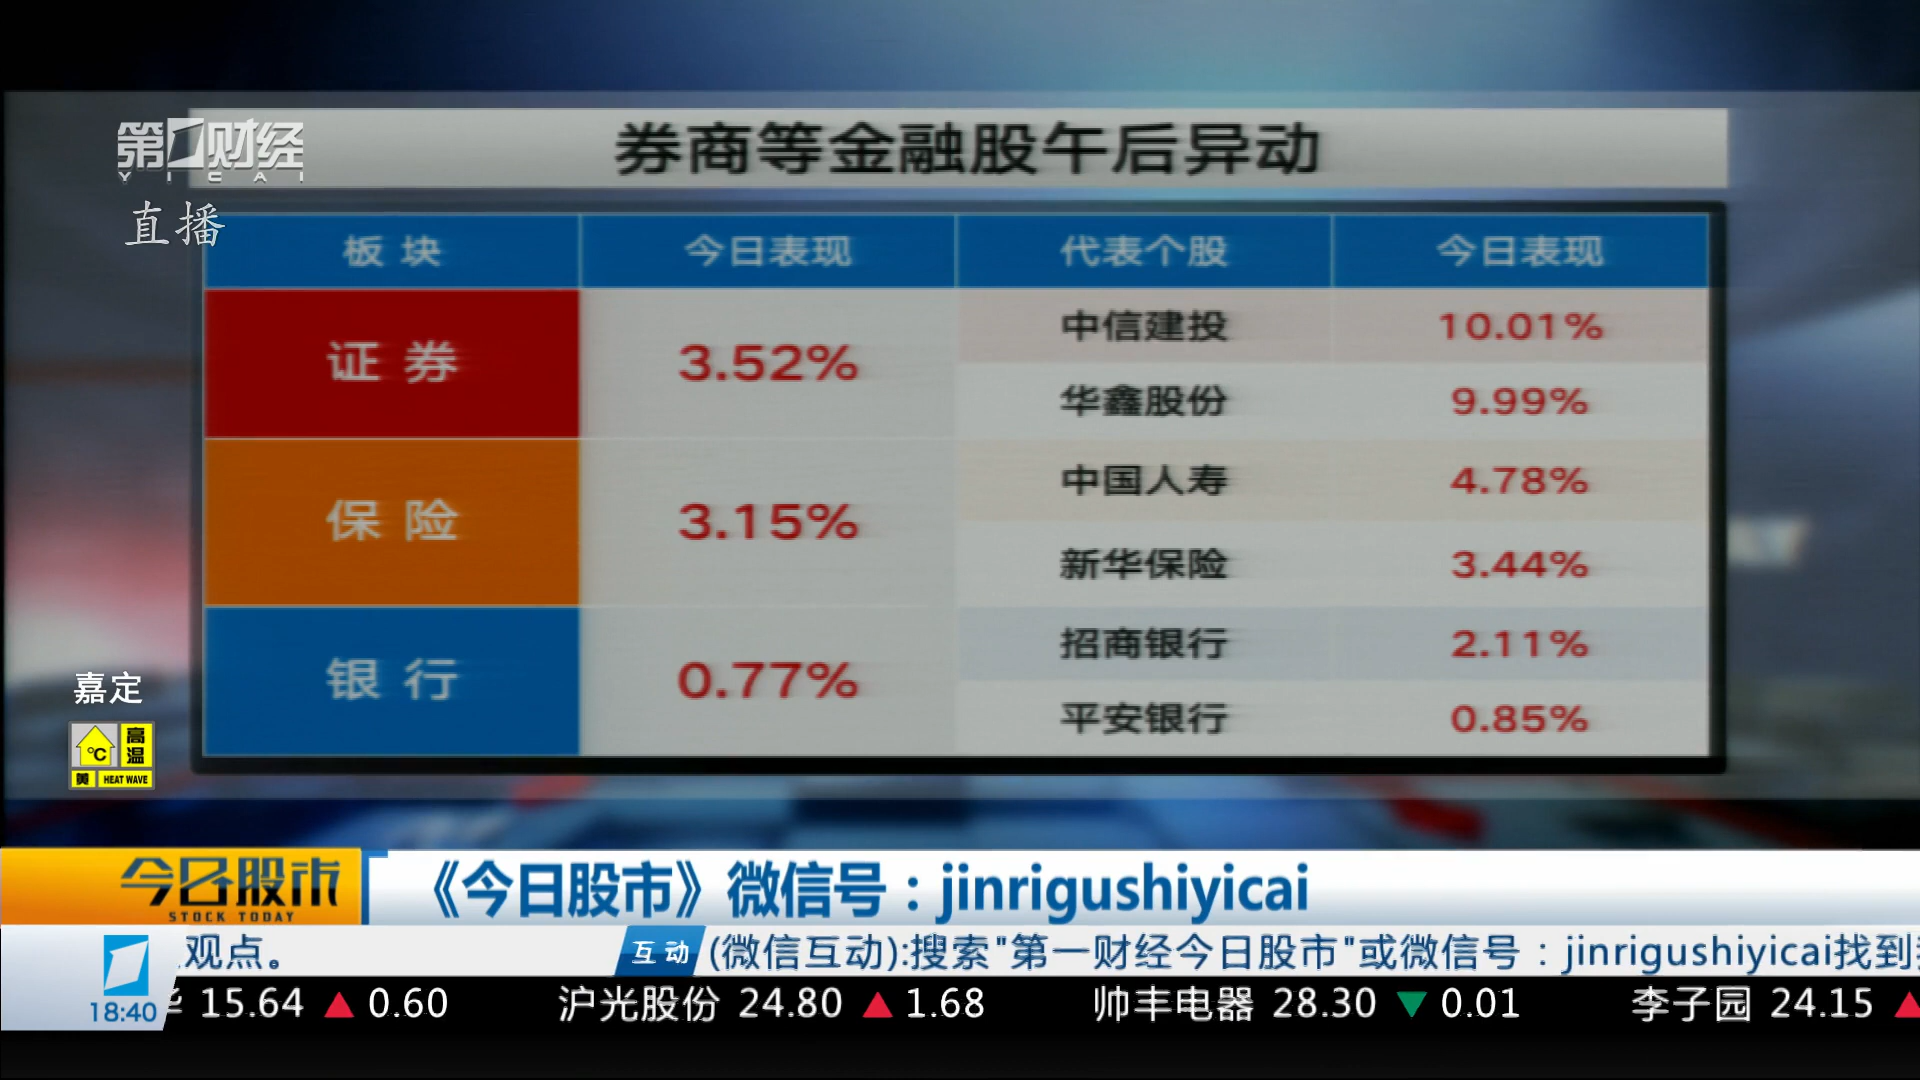 第一财经
YICAI
直播
券商等金融股午后异动
板块 今日表现 代表个股 今日表现
证券 3.52% 中信建投 10.01%
华鑫股份 9.99%
保险 3.15% 中国人寿 4.78%
新华保险 3.44%
银行 0.77% 招商银行 2.11%
平安银行 0.85%
嘉定
℃ 高温
黄 HEAT WAVE
今日股市
STOCK TODAY
《今日股市》微信号：jinrigushiyicai
观点。 互动 (微信互动):搜索"第一财经今日股市"或微信号：jinrigushiyicai找到
18:40 15.64 ▲ 0.60 沪光股份 24.80 ▲ 1.68 帅丰电器 28.30 ▼ 0.01 李子园 24.15 ▲